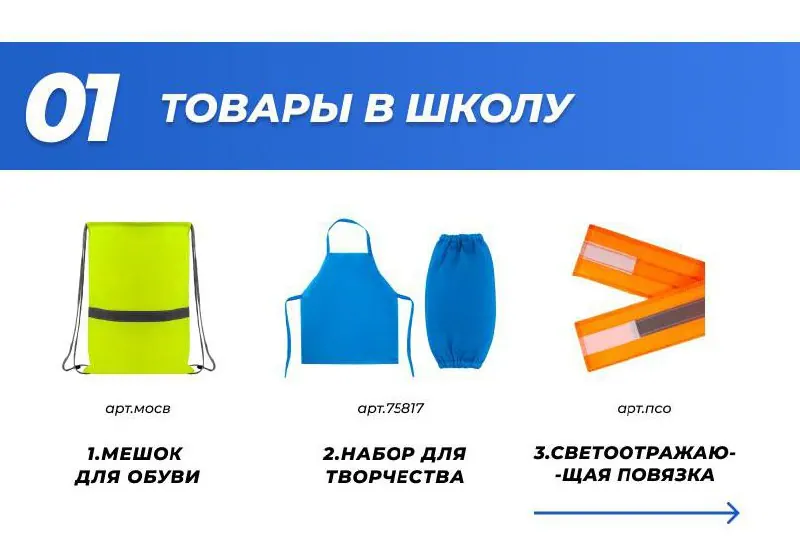 01
ТОВАРЫ В ШКОЛУ
арт.мосв
1.МЕШОК
ДЛЯ ОБУВИ
арт.75817
2.НАБОР ДЛЯ
ТВОРЧЕСТВА
арт.псо
3.СВЕТООТРАЖАЮ-
-ЩАЯ ПОВЯЗКА